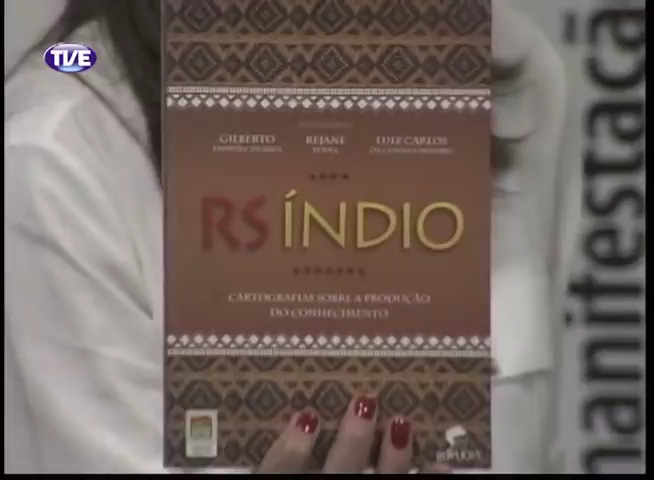 TVE
GILBERTO
REJANE
LUIZ CARLOS
RS ÍNDIO
CARTOGRAFIAS SOBRE A PRODUÇÃO
DO CONHECIMENTO
manifestaçã